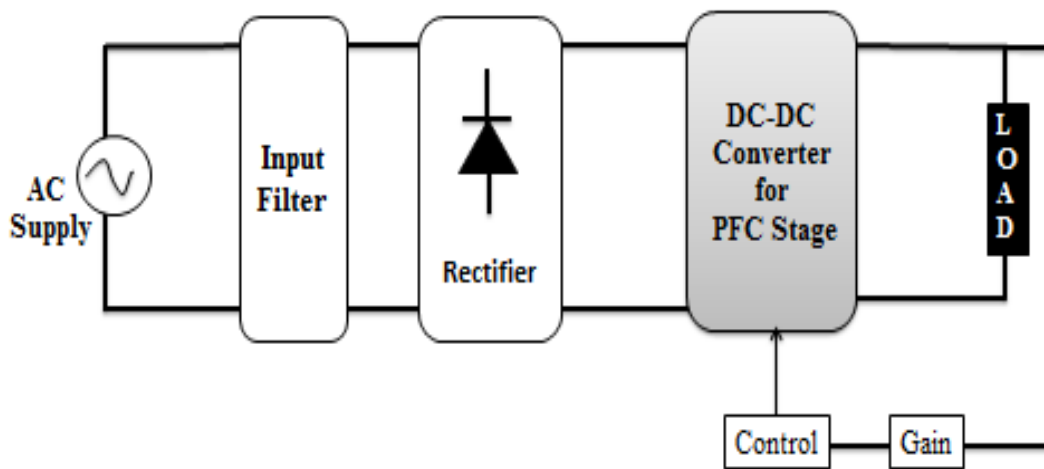 AC
Supply
Input
Filter
Rectifier
DC-DC
Converter
for
PFC Stage
L
O
A
D
Control
Gain